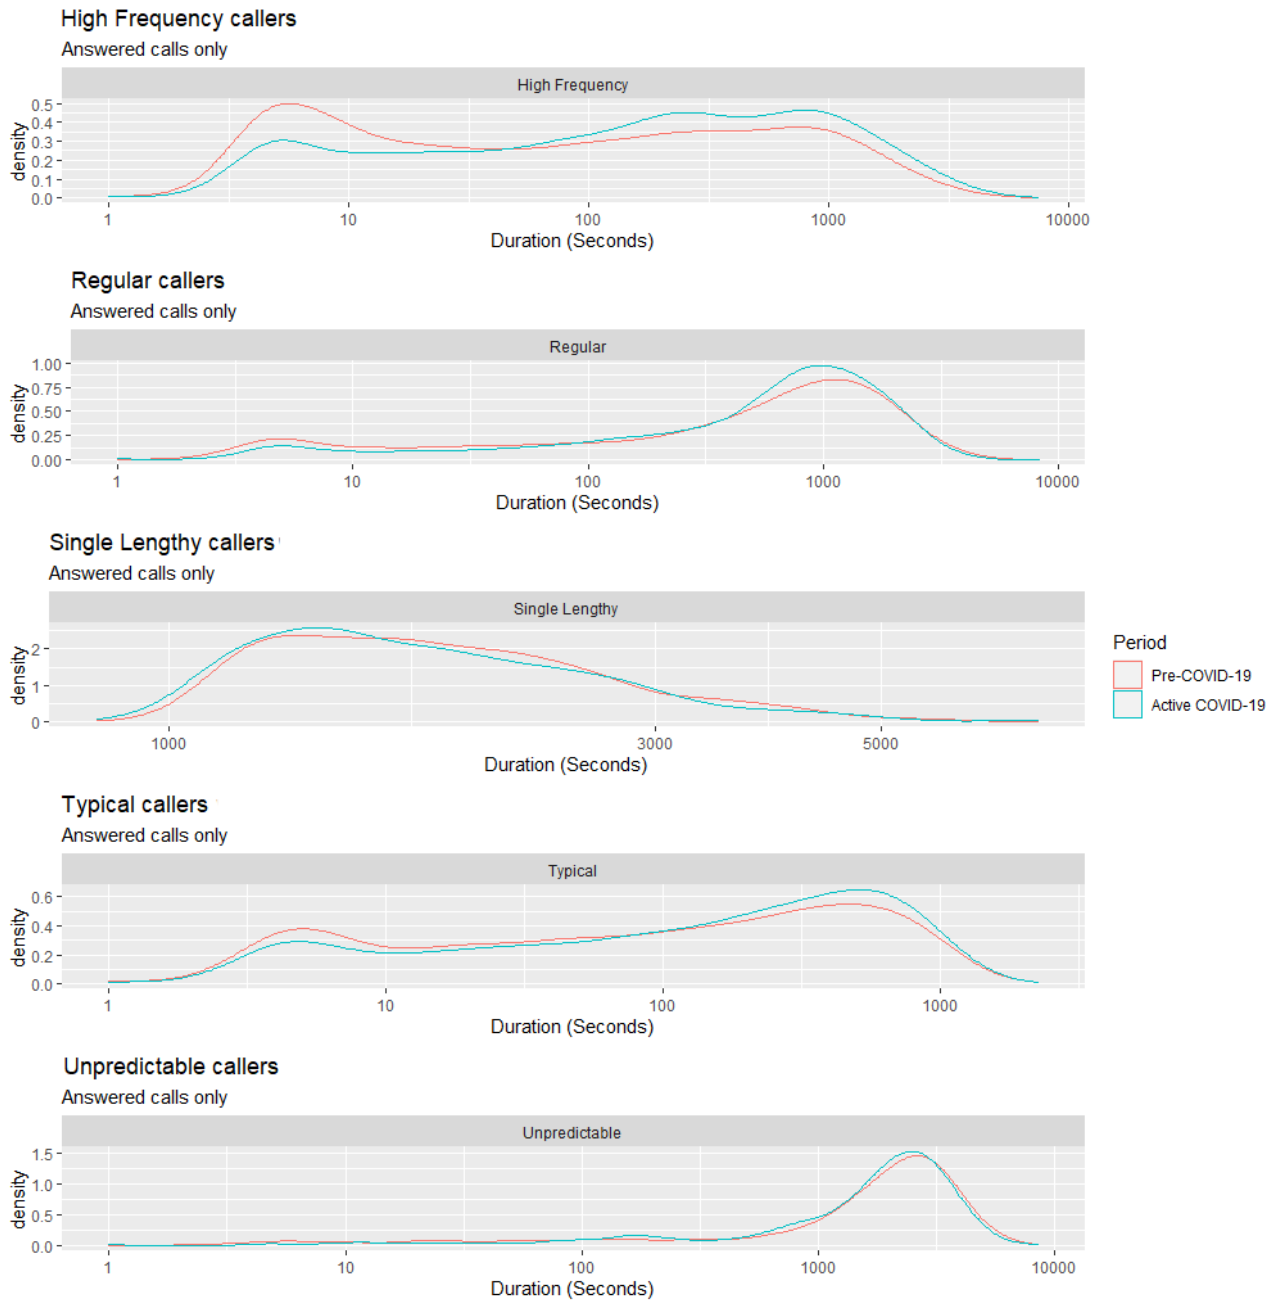 High Frequency callers
Answered calls only
High Frequency
0.5
0.4
0.3
0.2
0.1
0.0
density
1 10 100 1000 10000
Duration (Seconds)
Regular callers
Answered calls only
Regular
1.00
0.75
0.50
0.25
0.00
density
1 10 100 1000 10000
Duration (Seconds)
Single Lengthy callers
Answered calls only
Single Lengthy
2
1
0
density
1000 3000 5000
Duration (Seconds)
Period
Pre-COVID-19
Active COVID-19
Typical callers
Answered calls only
Typical
0.6
0.4
0.2
0.0
density
1 10 100 1000
Duration (Seconds)
Unpredictable callers
Answered calls only
Unpredictable
1.5
1.0
0.5
0.0
density
1 10 100 1000 10000
Duration (Seconds)